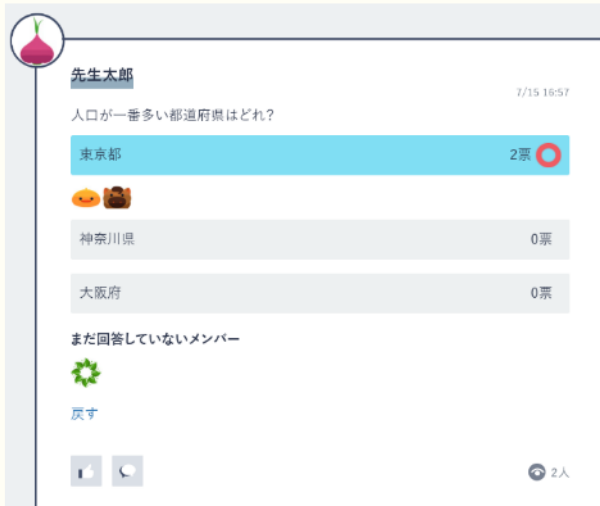 先生太郎
7/15 16:57
人口が一番多い都道府県はどれ?
東京都 2票
神奈川県 0票
大阪府 0票
まだ回答していないメンバー
戻す
2人